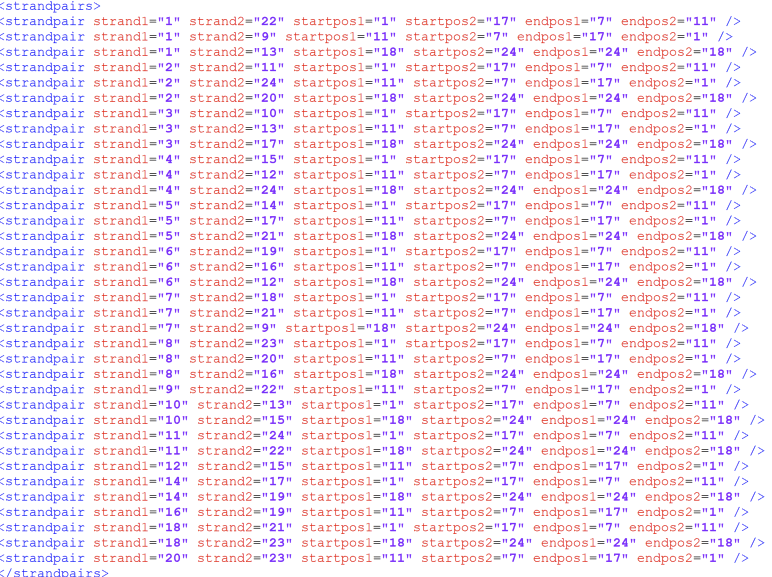 <strandpairs>
<strandpair strand1="1" strand2="22" startpos1="1" startpos2="17" endpos1="7" endpos2="11" />
<strandpair strand1="1" strand2="9" startpos1="11" startpos2="7" endpos1="17" endpos2="1" />
<strandpair strand1="1" strand2="13" startpos1="18" startpos2="24" endpos1="24" endpos2="18" />
<strandpair strand1="2" strand2="11" startpos1="1" startpos2="17" endpos1="7" endpos2="11" />
<strandpair strand1="2" strand2="24" startpos1="11" startpos2="7" endpos1="17" endpos2="1" />
<strandpair strand1="2" strand2="20" startpos1="18" startpos2="24" endpos1="24" endpos2="18" />
<strandpair strand1="3" strand2="10" startpos1="1" startpos2="17" endpos1="7" endpos2="11" />
<strandpair strand1="3" strand2="13" startpos1="11" startpos2="7" endpos1="17" endpos2="1" />
<strandpair strand1="3" strand2="17" startpos1="18" startpos2="24" endpos1="24" endpos2="18" />
<strandpair strand1="4" strand2="15" startpos1="1" startpos2="17" endpos1="7" endpos2="11" />
<strandpair strand1="4" strand2="12" startpos1="11" startpos2="7" endpos1="17" endpos2="1" />
<strandpair strand1="4" strand2="24" startpos1="18" startpos2="24" endpos1="24" endpos2="18" />
<strandpair strand1="5" strand2="14" startpos1="1" startpos2="17" endpos1="7" endpos2="11" />
<strandpair strand1="5" strand2="17" startpos1="11" startpos2="7" endpos1="17" endpos2="1" />
<strandpair strand1="5" strand2="21" startpos1="18" startpos2="24" endpos1="24" endpos2="18" />
<strandpair strand1="6" strand2="19" startpos1="1" startpos2="17" endpos1="7" endpos2="11" />
<strandpair strand1="6" strand2="16" startpos1="11" startpos2="7" endpos1="17" endpos2="1" />
<strandpair strand1="6" strand2="12" startpos1="18" startpos2="24" endpos1="24" endpos2="18" />
<strandpair strand1="7" strand2="18" startpos1="1" startpos2="17" endpos1="7" endpos2="11" />
<strandpair strand1="7" strand2="21" startpos1="11" startpos2="7" endpos1="17" endpos2="1" />
<strandpair strand1="7" strand2="9" startpos1="18" startpos2="24" endpos1="24" endpos2="18" />
<strandpair strand1="8" strand2="23" startpos1="1" startpos2="17" endpos1="7" endpos2="11" />
<strandpair strand1="8" strand2="20" startpos1="11" startpos2="7" endpos1="17" endpos2="1" />
<strandpair strand1="8" strand2="16" startpos1="18" startpos2="24" endpos1="24" endpos2="18" />
<strandpair strand1="9" strand2="22" startpos1="11" startpos2="7" endpos1="17" endpos2="1" />
<strandpair strand1="10" strand2="13" startpos1="1" startpos2="17" endpos1="7" endpos2="11" />
<strandpair strand1="10" strand2="15" startpos1="18" startpos2="24" endpos1="24" endpos2="18" />
<strandpair strand1="11" strand2="24" startpos1="1" startpos2="17" endpos1="7" endpos2="11" />
<strandpair strand1="11" strand2="22" startpos1="18" startpos2="24" endpos1="24" endpos2="18" />
<strandpair strand1="12" strand2="15" startpos1="11" startpos2="7" endpos1="17" endpos2="1" />
<strandpair strand1="14" strand2="17" startpos1="1" startpos2="17" endpos1="7" endpos2="11" />
<strandpair strand1="14" strand2="19" startpos1="18" startpos2="24" endpos1="24" endpos2="18" />
<strandpair strand1="16" strand2="19" startpos1="11" startpos2="7" endpos1="17" endpos2="1" />
<strandpair strand1="18" strand2="21" startpos1="1" startpos2="17" endpos1="7" endpos2="11" />
<strandpair strand1="18" strand2="23" startpos1="18" startpos2="24" endpos1="24" endpos2="18" />
<strandpair strand1="20" strand2="23" startpos1="11" startpos2="7" endpos1="17" endpos2="1" />
</strandpairs>